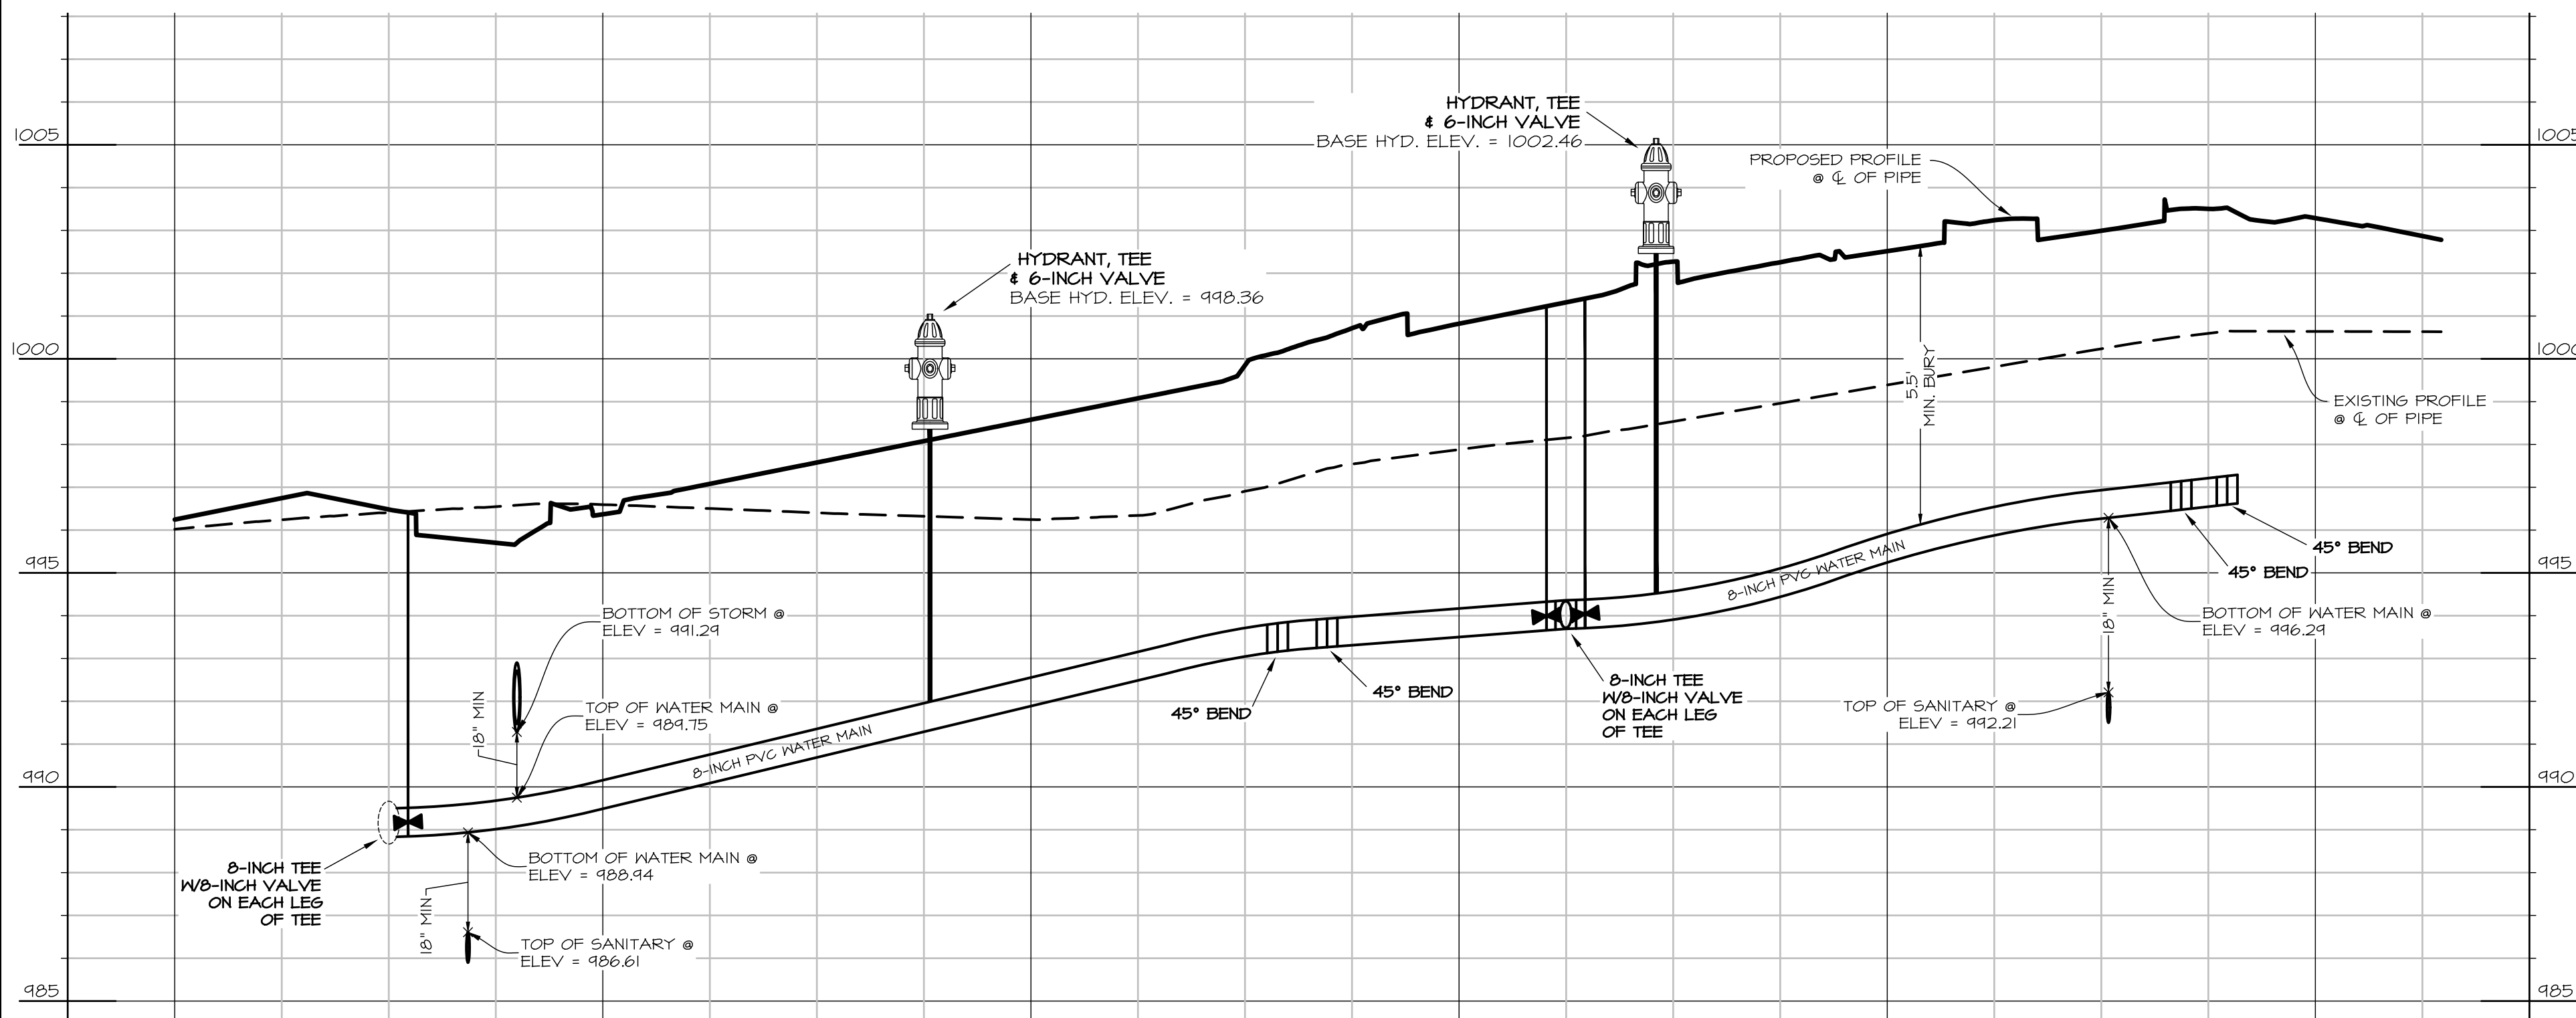 1005
1000
995
990
985
HYDRANT, TEE
& 6-INCH VALVE
BASE HYD. ELEV. = 1002.46
PROPOSED PROFILE
@ ℄ OF PIPE
HYDRANT, TEE
& 6-INCH VALVE
BASE HYD. ELEV. = 998.36
5.5'
MIN. BURY
EXISTING PROFILE
@ ℄ OF PIPE
8-INCH PVC WATER MAIN
45° BEND
45° BEND
BOTTOM OF STORM @
ELEV = 991.29
18" MIN
BOTTOM OF WATER MAIN @
ELEV = 996.29
18" MIN
TOP OF WATER MAIN @
ELEV = 989.75
8-INCH PVC WATER MAIN
45° BEND
45° BEND
8-INCH TEE
W/8-INCH VALVE
ON EACH LEG
OF TEE
TOP OF SANITARY @
ELEV = 992.21
8-INCH TEE
W/8-INCH VALVE
ON EACH LEG
OF TEE
BOTTOM OF WATER MAIN @
ELEV = 988.94
18" MIN
TOP OF SANITARY @
ELEV = 986.61
1005
1000
995
990
985